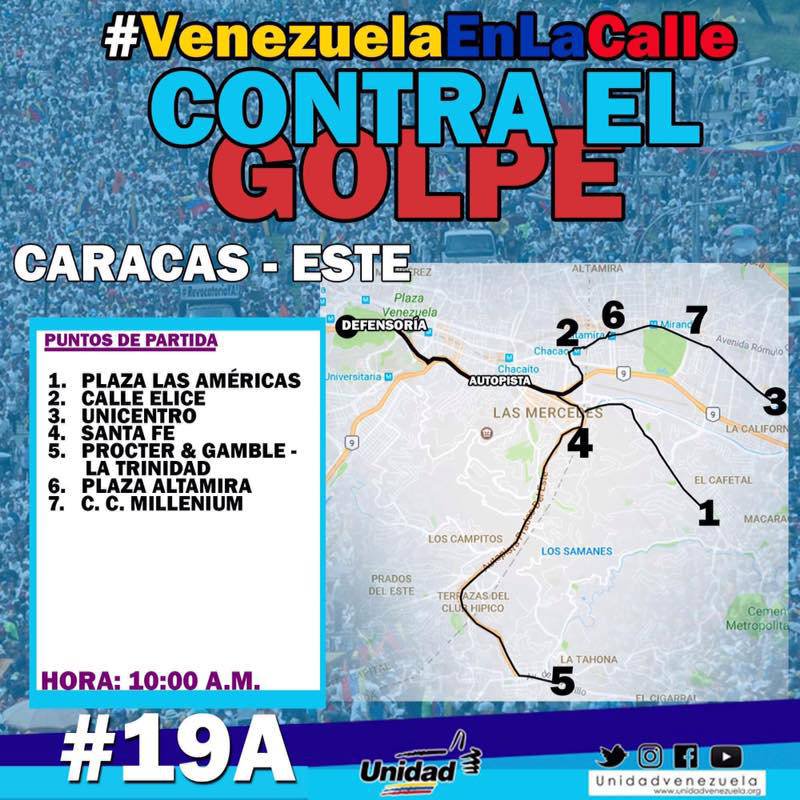 #VenezuelaEnLaCalle
CONTRA EL
GOLPE
CARACAS - ESTE
PUNTOS DE PARTIDA
1. PLAZA LAS AMÉRICAS
2. CALLE ELICE
3. UNICENTRO
4. SANTA FE
5. PROCTER & GAMBLE -
LA TRINIDAD
6. PLAZA ALTAMIRA
7. C. C. MILLENIUM
HORA: 10:00 A.M.
ALTAMIRA
Plaza
Venezuela
DEFENSORÍA
6
7
2
Altamira
Miranda
Chacao
Avenida Rómulo
Chacaíto
Universitaria
AUTOPISTA
9
3
LAS MERCEDES
LA CALIFORN
9
4
EL CAFETAL
1
MACARA
LOS CAMPITOS
LOS SAMANES
PRADOS
DEL ESTE
TERRAZAS DEL
CLUB HIPICO
Cemen
Metropolita
LA TAHONA
5
EL CIGARRAL
#19A
Unidad
Unidadvenezuela
www.unidadvenezuela.org